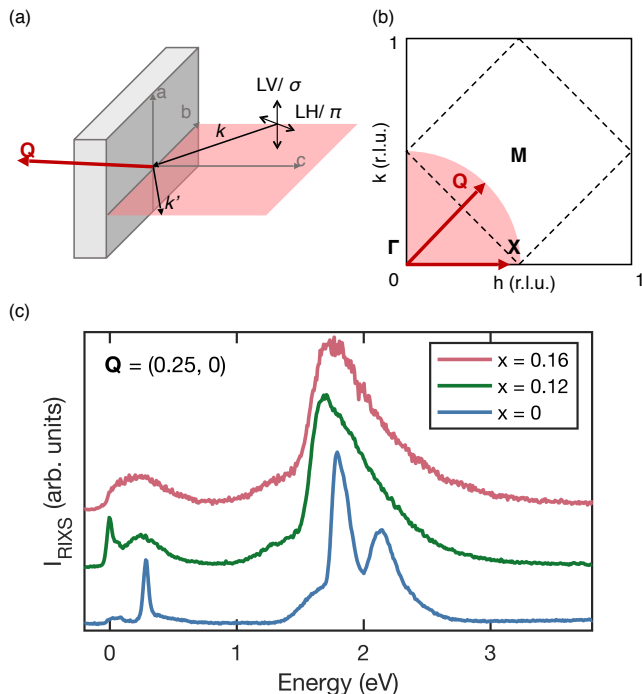 (a)
a
b
c
LV/ σ
LH/ π
k
k'
Q
(b)
1
k (r.l.u.)
M
Q
Γ
X
0
h (r.l.u.)
1
(c)
Q = (0.25, 0)
x = 0.16
x = 0.12
x = 0
I_RIXS (arb. units)
0 1 2 3
Energy (eV)